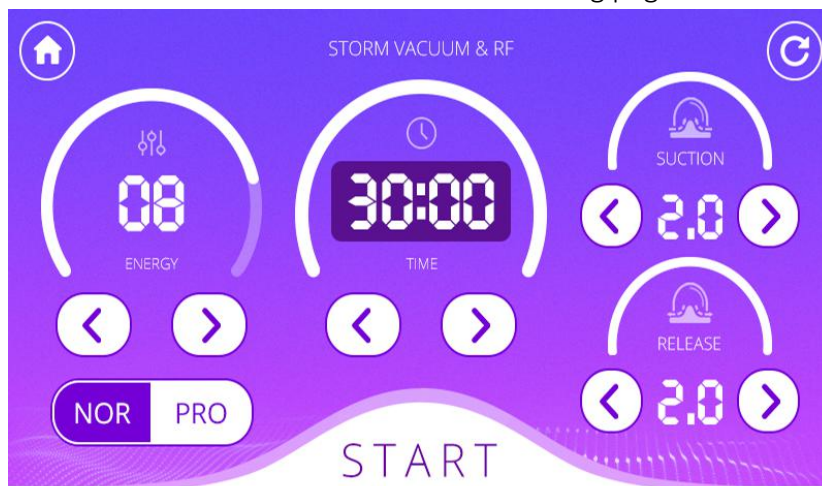 STORM VACUUM & RF
08
ENERGY
30:00
TIME
SUCTION
2.0
RELEASE
2.0
NOR PRO
START